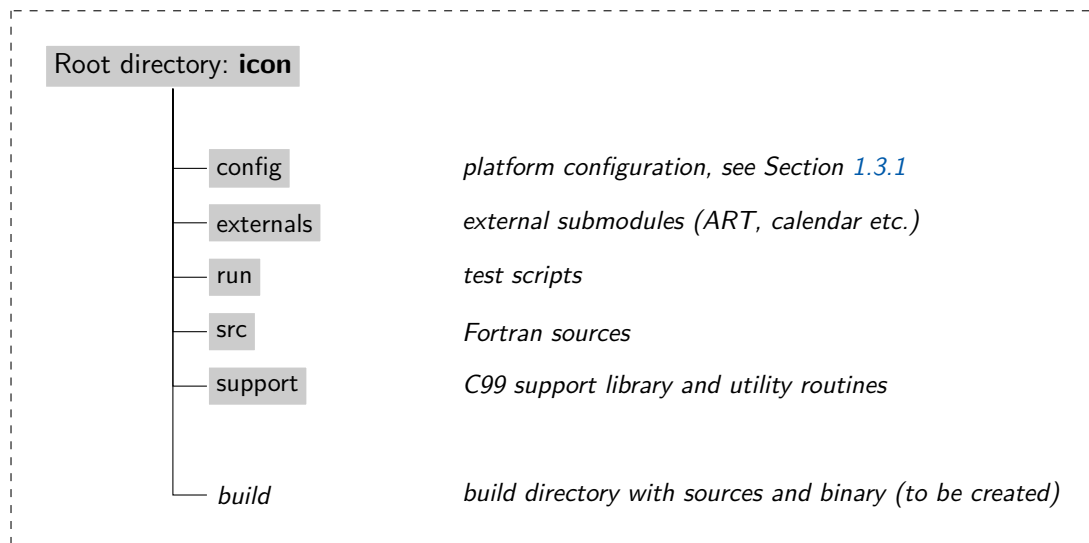 Root directory: icon
config platform configuration, see Section 1.3.1
externals external submodules (ART, calendar etc.)
run test scripts
src Fortran sources
support C99 support library and utility routines
build build directory with sources and binary (to be created)